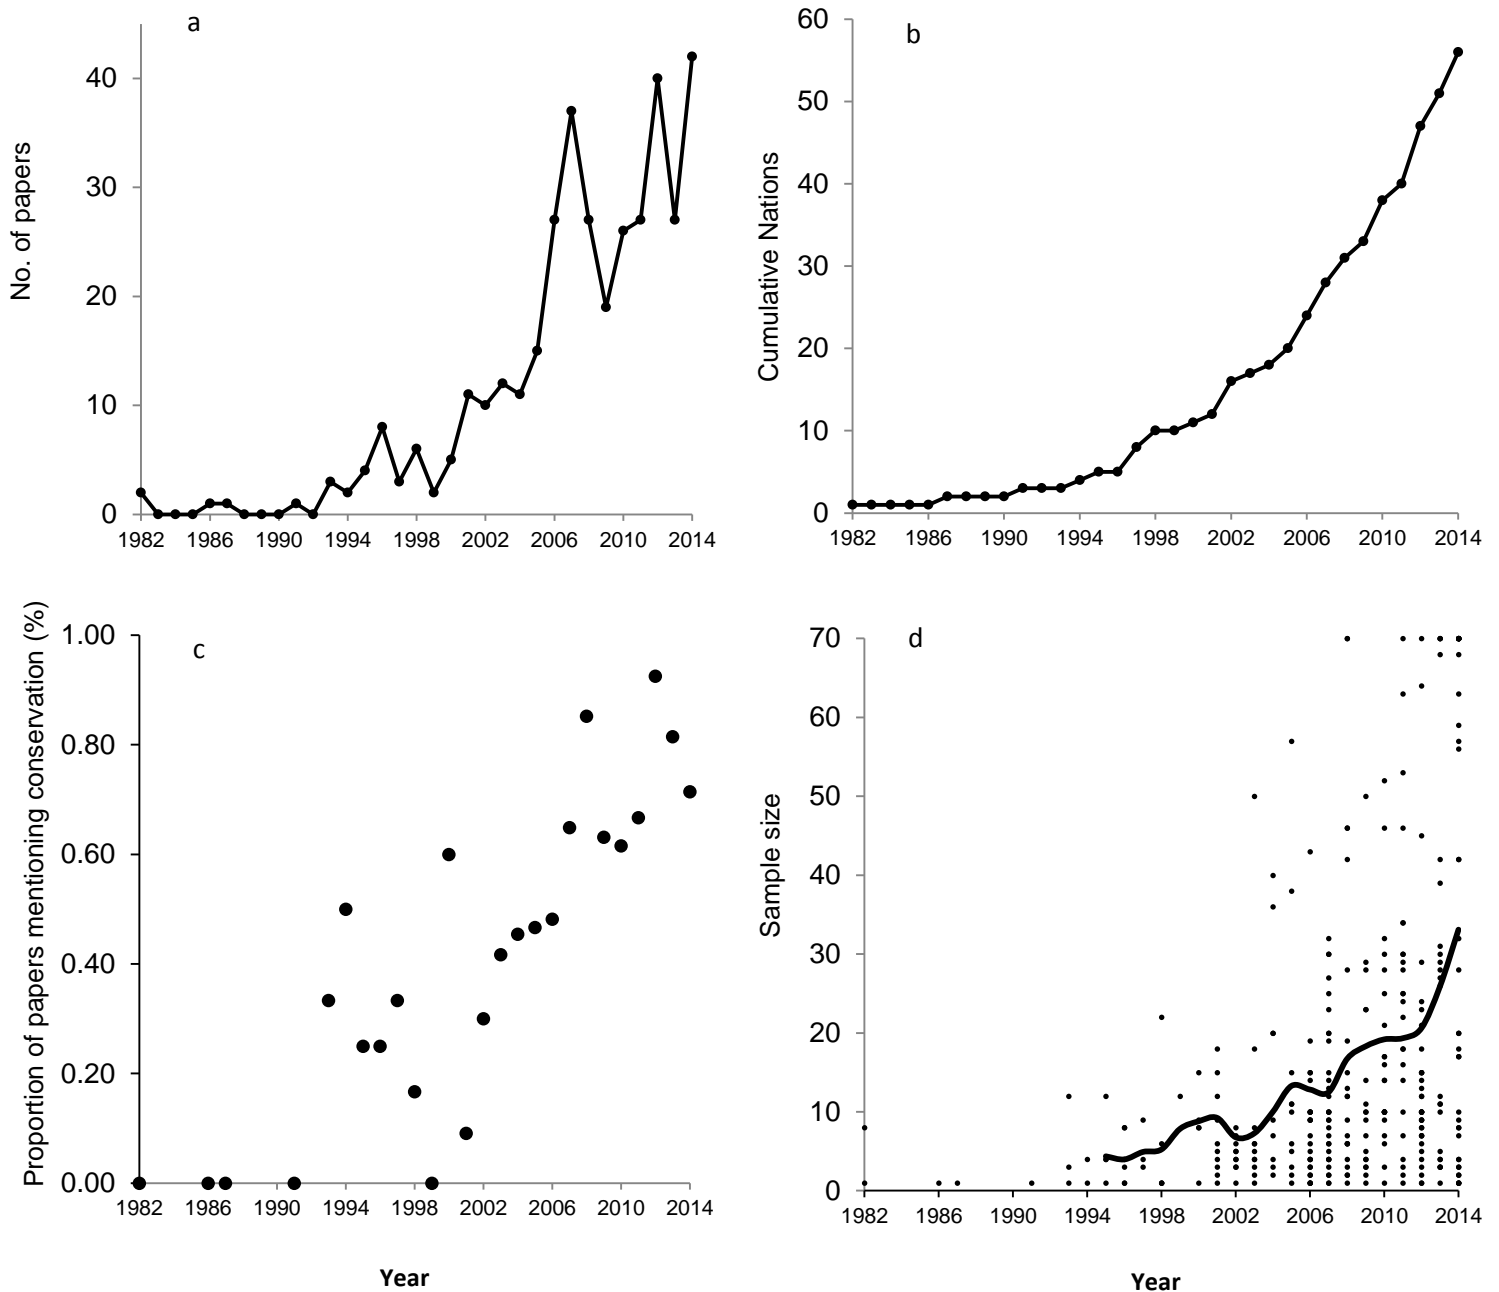 a
No. of papers
40
30
20
10
0
1982 1986 1990 1994 1998 2002 2006 2010 2014
b
Cumulative Nations
60
50
40
30
20
10
0
1982 1986 1990 1994 1998 2002 2006 2010 2014
c
Proportion of papers mentioning conservation (%)
1.00
0.80
0.60
0.40
0.20
0.00
1982 1986 1990 1994 1998 2002 2006 2010 2014
Year
d
Sample size
70
60
50
40
30
20
10
0
1982 1986 1990 1994 1998 2002 2006 2010 2014
Year